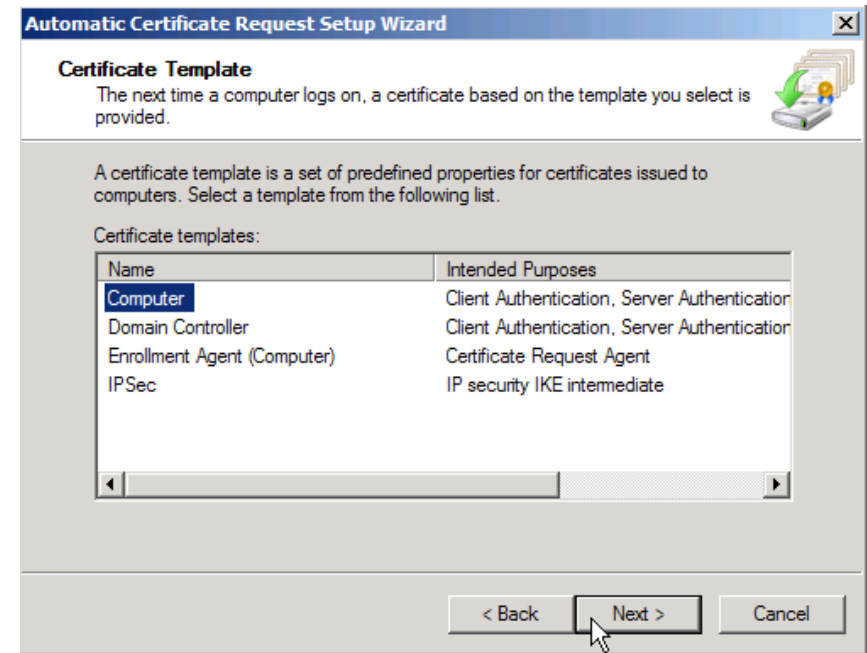 Automatic Certificate Request Setup Wizard
Certificate Template
The next time a computer logs on, a certificate based on the template you select is
provided.
A certificate template is a set of predefined properties for certificates issued to
computers. Select a template from the following list.
Certificate templates:
Name Intended Purposes
Computer Client Authentication, Server Authentication
Domain Controller Client Authentication, Server Authentication
Enrollment Agent (Computer) Certificate Request Agent
IPSec IP security IKE intermediate
< Back Next > Cancel